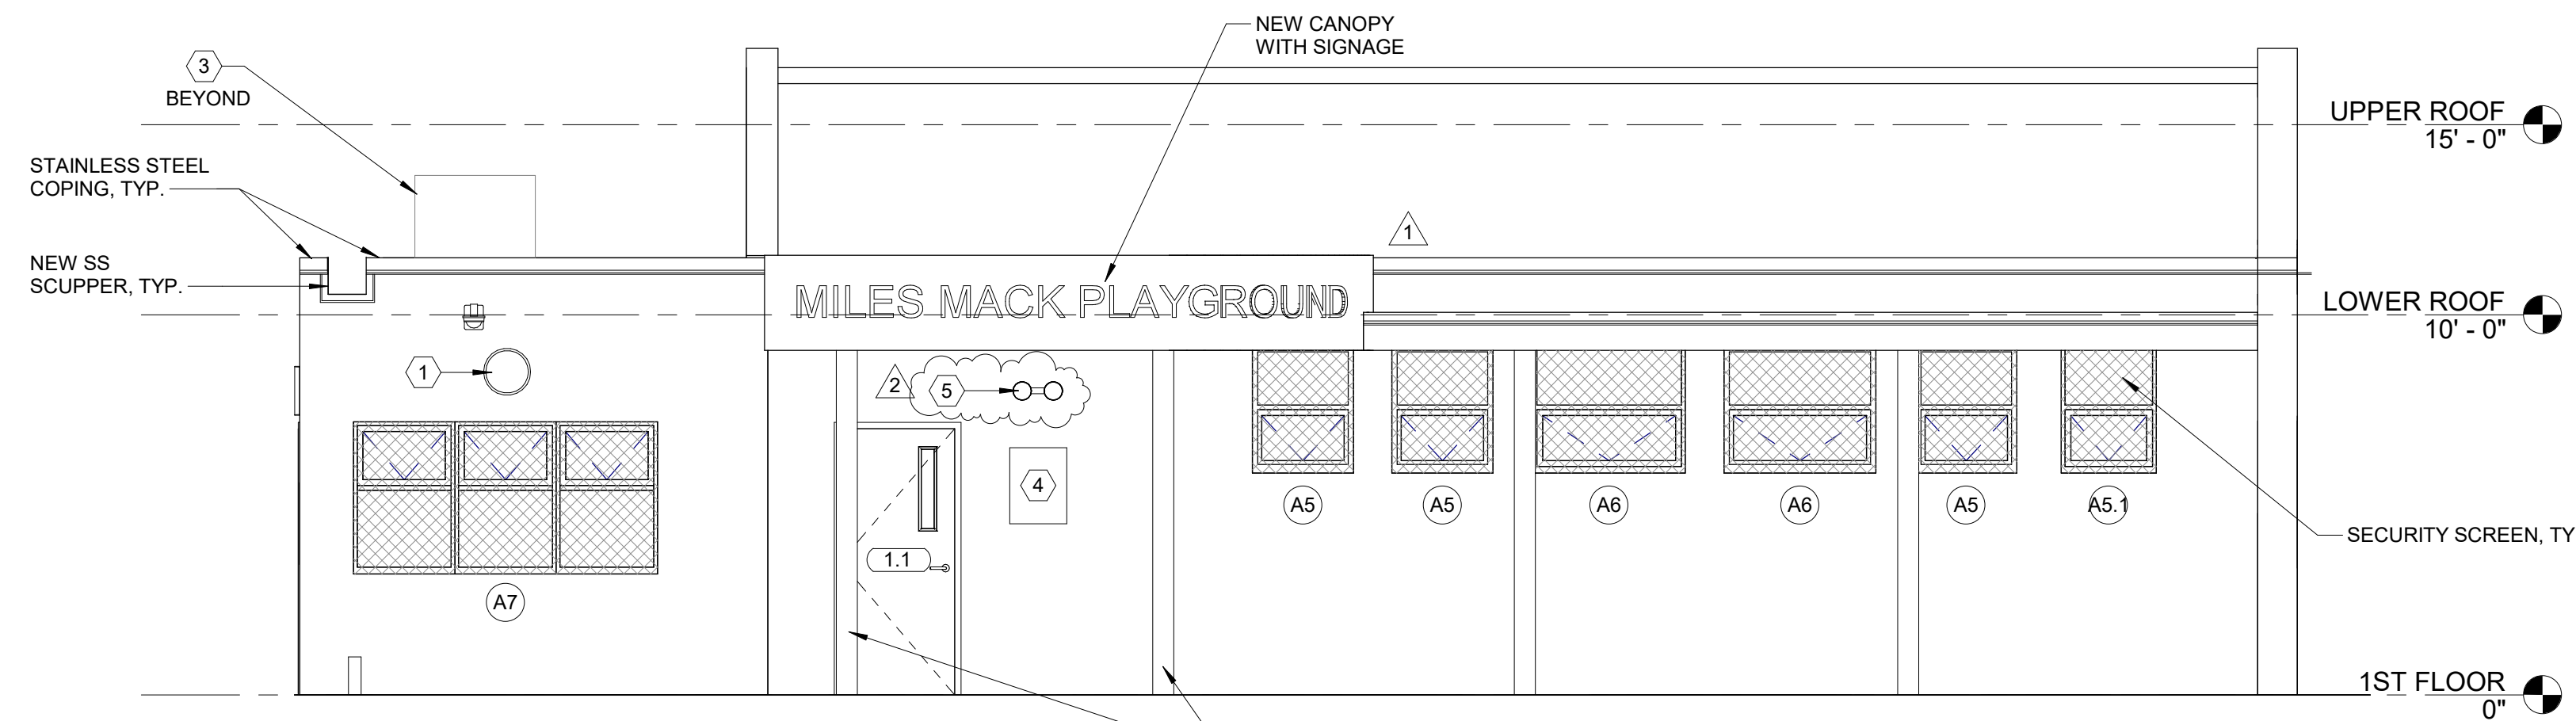 NEW CANOPY
WITH SIGNAGE
3
BEYOND
UPPER ROOF
15' - 0"
STAINLESS STEEL
COPING, TYP.
1
NEW SS
SCUPPER, TYP.
MILES MACK PLAYGROUND
LOWER ROOF
10' - 0"
1
2
5
4
A5
A5
A6
A6
A5
A5.1
SECURITY SCREEN, TY
1.1
A7
1ST FLOOR
0"